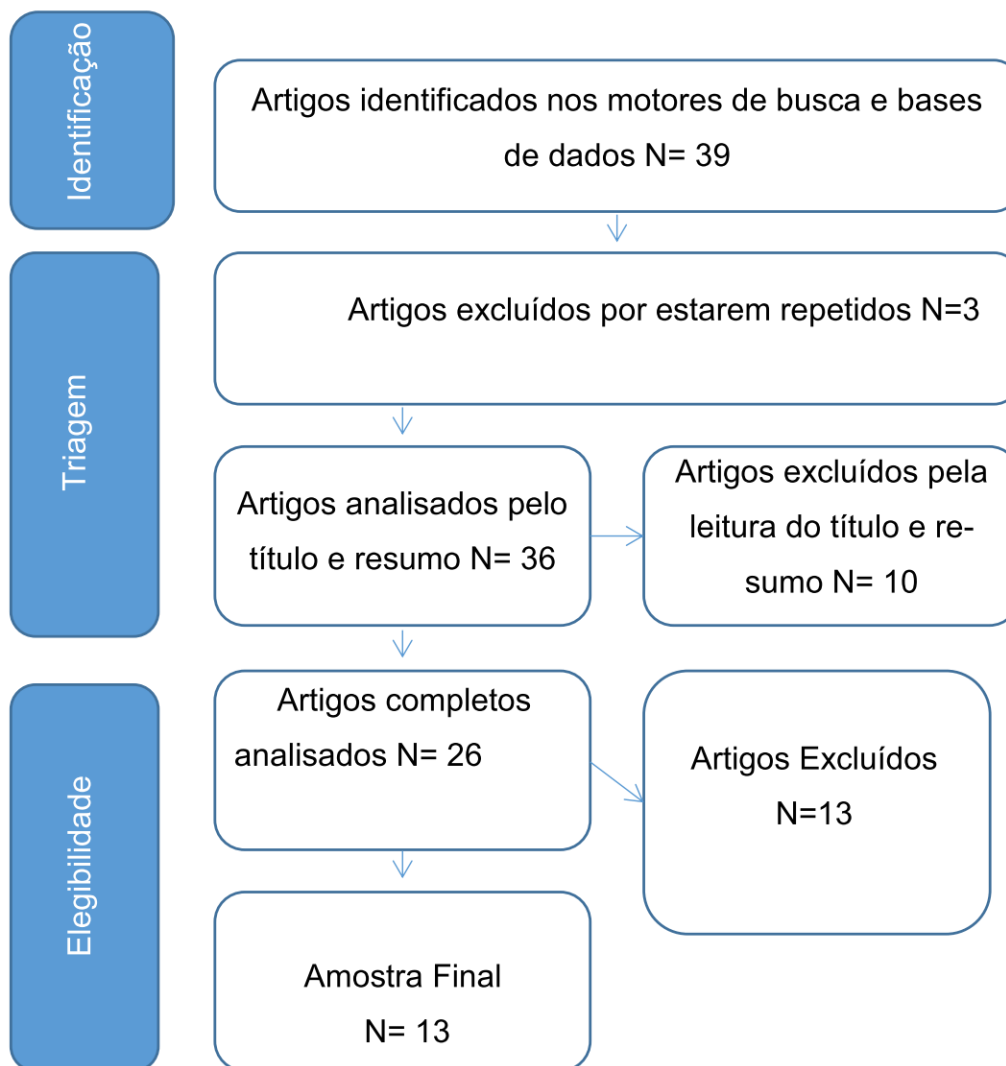 Identificação
Artigos identificados nos motores de busca e bases
de dados N= 39
Triagem
Artigos excluídos por estarem repetidos N=3
Artigos analisados pelo
título e resumo N= 36
Artigos excluídos pela
leitura do título e re-
sumo N= 10
Elegibilidade
Artigos completos
analisados N= 26
Artigos Excluídos
N=13
Amostra Final
N= 13